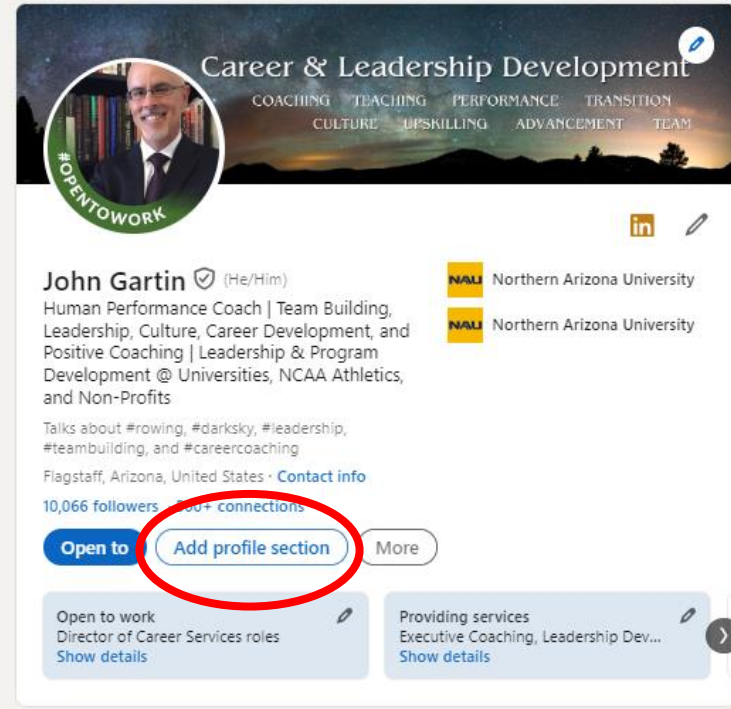 Career & Leadership Development
COACHING TEACHING PERFORMANCE TRANSITION
CULTURE UPSKILLING ADVANCEMENT TEAM
#OPENTOWORK
in
John Gartin (He/Him)
Human Performance Coach | Team Building,
Leadership, Culture, Career Development, and
Positive Coaching | Leadership & Program
Development @ Universities, NCAA Athletics,
and Non-Profits
NAU Northern Arizona University
NAU Northern Arizona University
Talks about #rowing, #darksky, #leadership,
#teambuilding, and #careercoaching
Flagstaff, Arizona, United States · Contact info
10,066 followers 500+ connections
Open to
Add profile section
More
Open to work
Director of Career Services roles
Show details
Providing services
Executive Coaching, Leadership Dev...
Show details